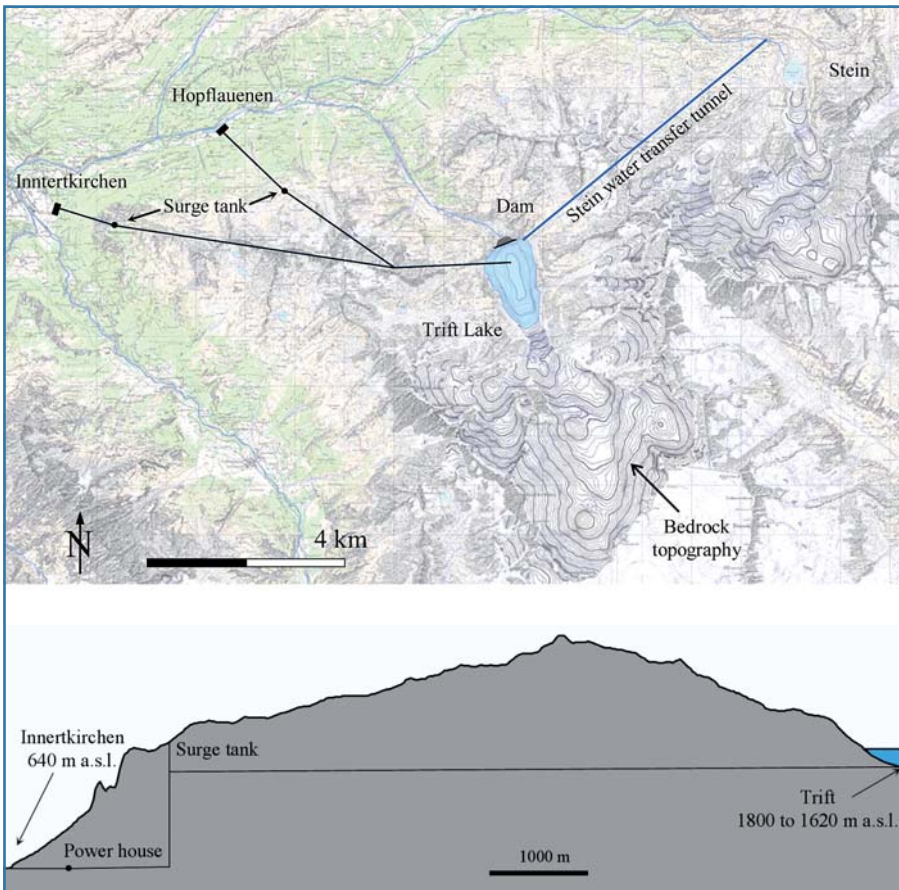 Stein
Hopflauenen
Stein water transfer tunnel
Inntertkirchen
Surge tank
Dam
Trift Lake
Bedrock
topography
N
4 km
Innertkirchen
640 m a.s.l.
Surge tank
Trift
1800 to 1620 m a.s.l.
Power house
1000 m